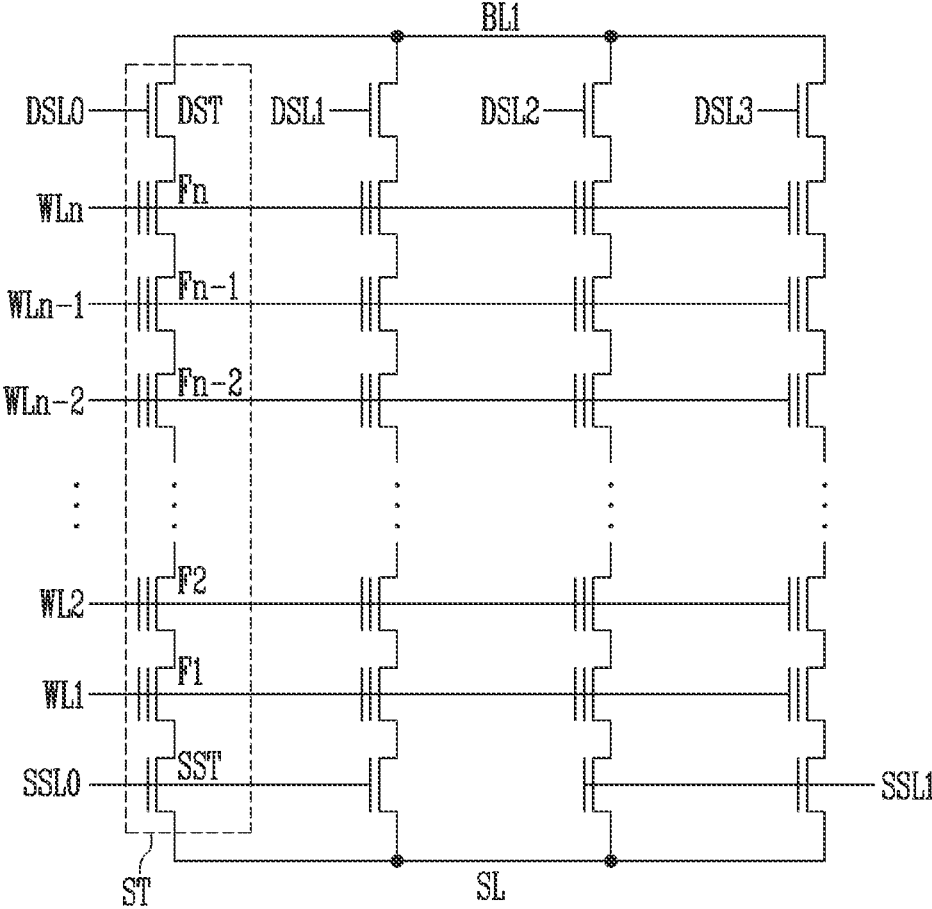 BL1
DSL0 DST DSL1 DSL2 DSL3
WLn Fn
WLn-1 Fn-1
WLn-2 Fn-2
WL2 F2
WL1 F1
SSL0 SST SSL1
ST SL